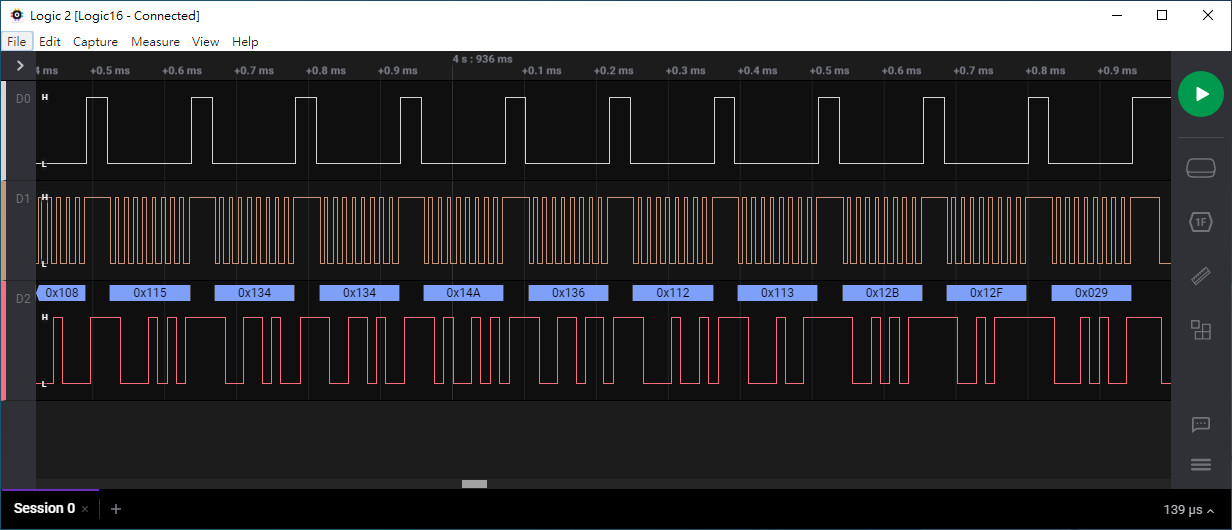 Logic 2 [Logic16 - Connected]
File Edit Capture Measure View Help
4 s : 936 ms
4 ms +0.5 ms +0.6 ms +0.7 ms +0.8 ms +0.9 ms +0.1 ms +0.2 ms +0.3 ms +0.4 ms +0.5 ms +0.6 ms +0.7 ms +0.8 ms +0.9 ms
D0 H
L
D1 H
L
1F
0x108 0x115 0x134 0x134 0x14A 0x136 0x112 0x113 0x12B 0x12F 0x029
D2
H
L
Session 0 × +
139 µs